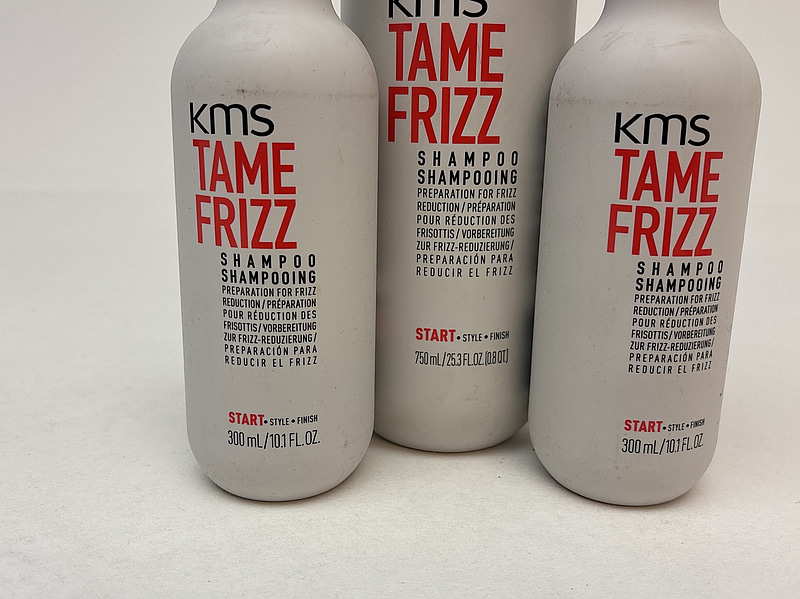 KMS
TAME
FRIZZ
SHAMPOO
SHAMPOOING
PREPARATION FOR FRIZZ
REDUCTION / PRÉPARATION
POUR RÉDUCTION DES
FRISOTTIS / VORBEREITUNG
ZUR FRIZZ-REDUZIERUNG /
PREPARACIÓN PARA
REDUCIR EL FRIZZ
START • STYLE • FINISH
300 mL / 10.1 FL. OZ.
KMS
TAME
FRIZZ
SHAMPOO
SHAMPOOING
PREPARATION FOR FRIZZ
REDUCTION / PRÉPARATION
POUR RÉDUCTION DES
FRISOTTIS / VORBEREITUNG
ZUR FRIZZ-REDUZIERUNG /
PREPARACIÓN PARA
REDUCIR EL FRIZZ
START • STYLE • FINISH
750 mL / 25.3 FL. OZ. (0.8 QT.)
KMS
TAME
FRIZZ
SHAMPOO
SHAMPOOING
PREPARATION FOR FRIZZ
REDUCTION / PRÉPARATION
POUR RÉDUCTION DES
FRISOTTIS / VORBEREITUNG
ZUR FRIZZ-REDUZIERUNG /
PREPARACIÓN PARA
REDUCIR EL FRIZZ
START • STYLE • FINISH
300 mL / 10.1 FL. OZ.